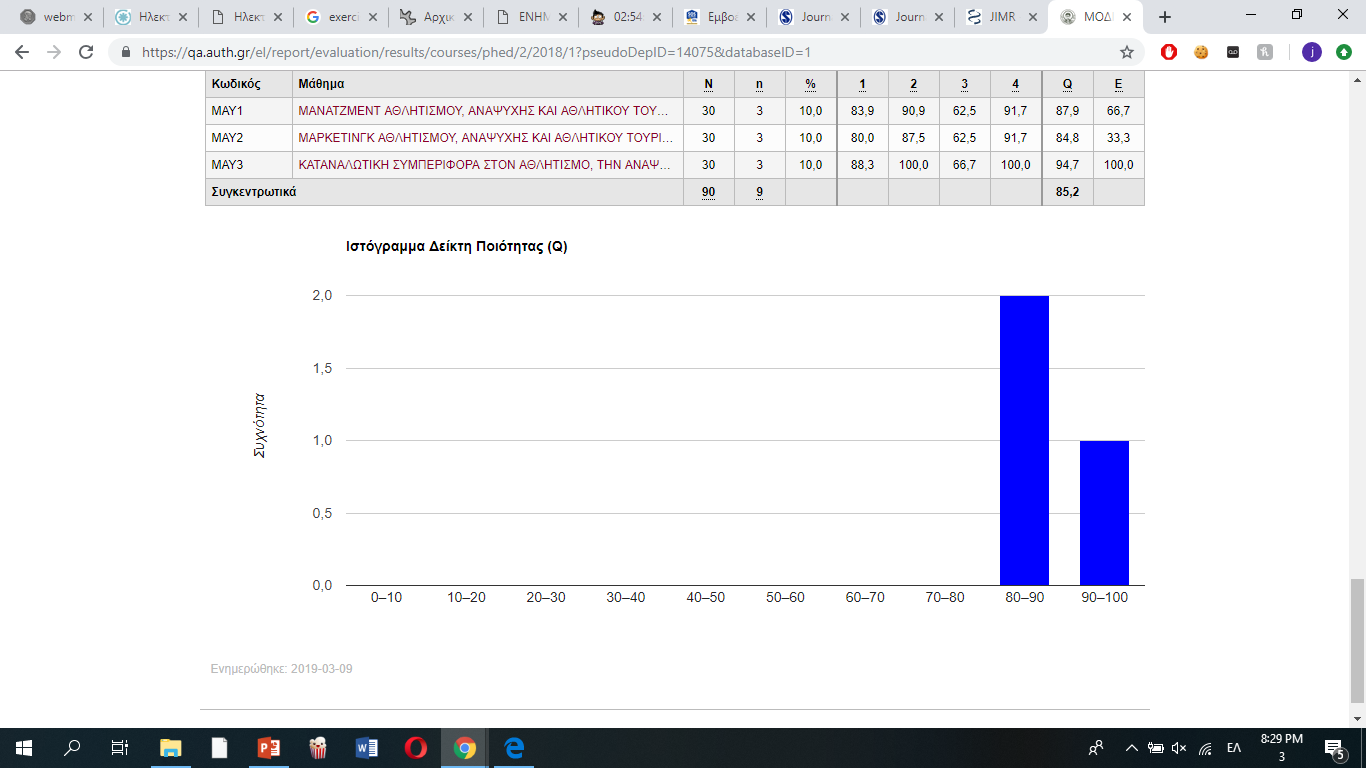 webm
Ηλεκτ
Ηλεκτ
exerci
Αρχικ
ΕΝΗΜ
02:54
Εμβο
Journ
Journ
JIMR
ΜΟΔ
https://qa.auth.gr/el/report/evaluation/results/courses/phed/2/2018/1?pseudoDepID=14075&databaseID=1
Κωδικός Μάθημα N n % 1 2 3 4 Q E
ΜΑΥ1 ΜΑΝΑΤΖΜΕΝΤ ΑΘΛΗΤΙΣΜΟΥ, ΑΝΑΨΥΧΗΣ ΚΑΙ ΑΘΛΗΤΙΚΟΥ ΤΟΥ... 30 3 10,0 83,9 90,9 62,5 91,7 87,9 66,7
ΜΑΥ2 ΜΑΡΚΕΤΙΝΓΚ ΑΘΛΗΤΙΣΜΟΥ, ΑΝΑΨΥΧΗΣ ΚΑΙ ΑΘΛΗΤΙΚΟΥ ΤΟΥΡΙ... 30 3 10,0 80,0 87,5 62,5 91,7 84,8 33,3
ΜΑΥ3 ΚΑΤΑΝΑΛΩΤΙΚΗ ΣΥΜΠΕΡΙΦΟΡΑ ΣΤΟΝ ΑΘΛΗΤΙΣΜΟ, ΤΗΝ ΑΝΑΨ... 30 3 10,0 88,3 100,0 66,7 100,0 94,7 100,0
Συγκεντρωτικά 90 9 85,2
Ιστόγραμμα Δείκτη Ποιότητας (Q)
2,0
1,5
1,0
0,5
0,0
Συχνότητα
0–10 10–20 20–30 30–40 40–50 50–60 60–70 70–80 80–90 90–100
Ενημερώθηκε: 2019-03-09
ΕΛ
8:29 PM
3
5